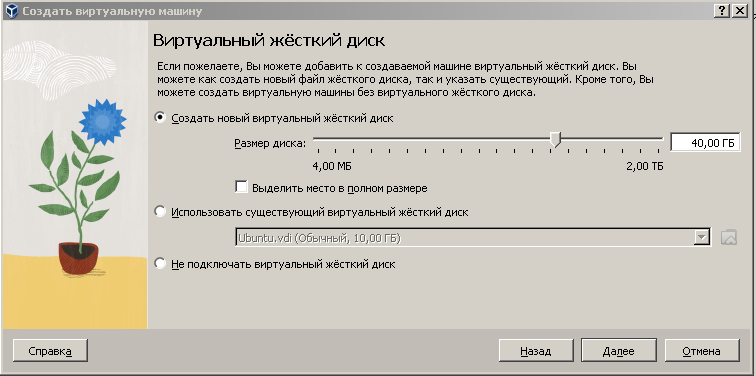 Создать виртуальную машину
Виртуальный жёсткий диск
Если пожелаете, Вы можете добавить к создаваемой машине виртуальный жёсткий диск. Вы
можете как создать новый файл жёсткого диска, так и указать существующий. Кроме того, Вы
можете создать виртуальную машины без виртуального жёсткого диска.
Создать новый виртуальный жёсткий диск
Размер диска:
40,00 ГБ
4,00 МБ
2,00 ТБ
Выделить место в полном размере
Использовать существующий виртуальный жёсткий диск
Ubuntu.vdi (Обычный, 10,00 ГБ)
Не подключать виртуальный жёсткий диск
Справка
Назад
Далее
Отмена